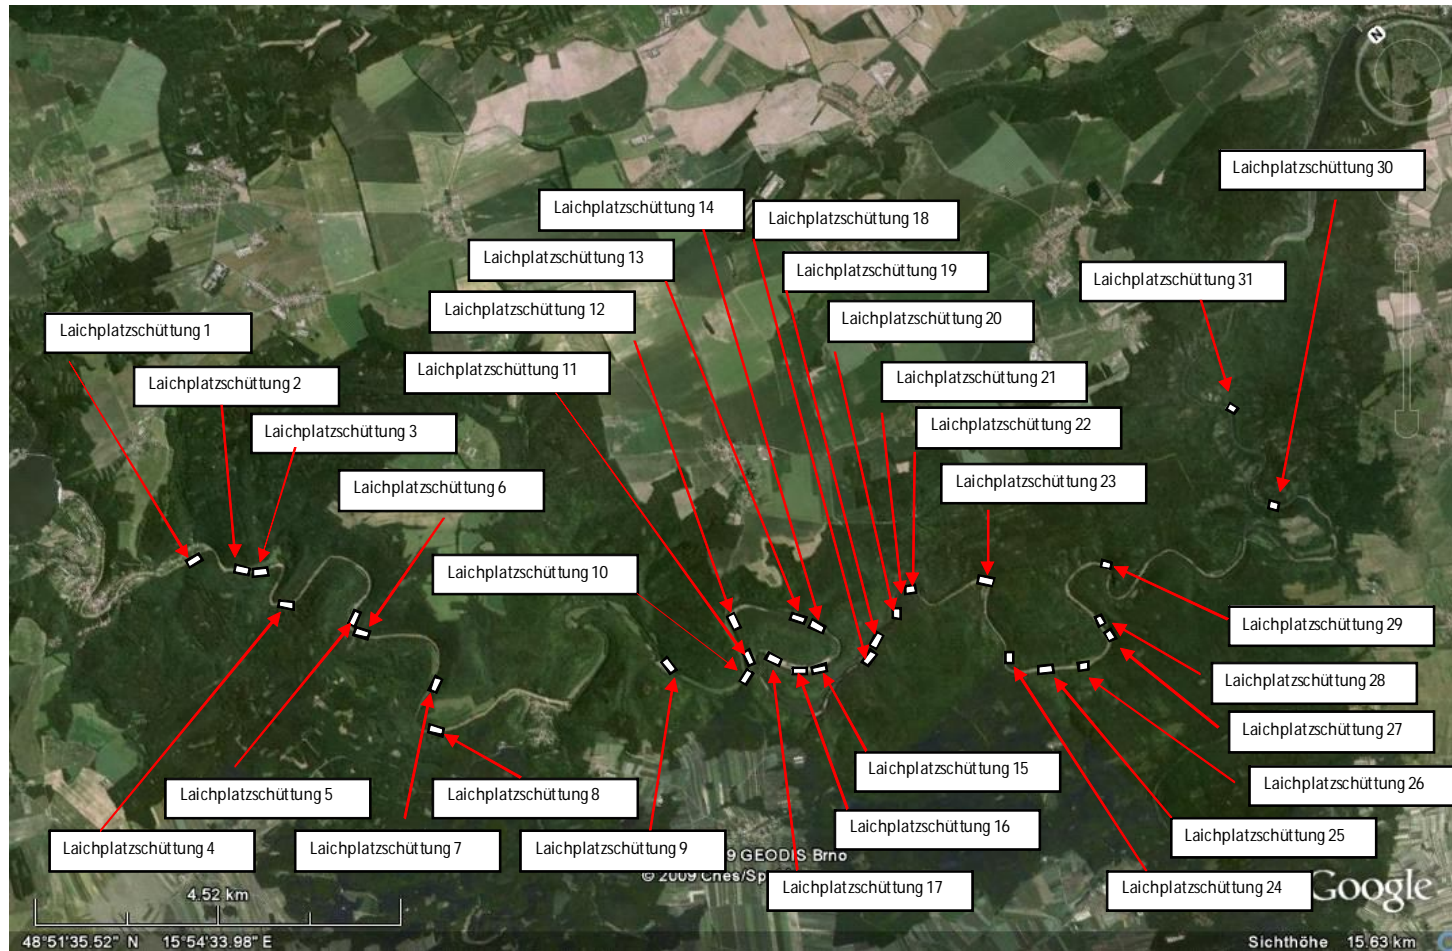 N
Laichplatzschüttung 30
Laichplatzschüttung 14
Laichplatzschüttung 18
Laichplatzschüttung 13
Laichplatzschüttung 19
Laichplatzschüttung 31
Laichplatzschüttung 12
Laichplatzschüttung 20
Laichplatzschüttung 1
Laichplatzschüttung 11
Laichplatzschüttung 21
Laichplatzschüttung 2
Laichplatzschüttung 22
Laichplatzschüttung 3
Laichplatzschüttung 6
Laichplatzschüttung 23
Laichplatzschüttung 10
Laichplatzschüttung 29
Laichplatzschüttung 28
Laichplatzschüttung 27
Laichplatzschüttung 15
Laichplatzschüttung 26
Laichplatzschüttung 5
Laichplatzschüttung 8
Laichplatzschüttung 16
Laichplatzschüttung 25
Laichplatzschüttung 4
Laichplatzschüttung 7
Laichplatzschüttung 9
9 GEODIS Brno
© 2009 Cnes/Sp
Laichplatzschüttung 17
Laichplatzschüttung 24
Google
4.52 km
48°51'35.52" N 15°54'33.98" E
Sichthöhe 15.63 km